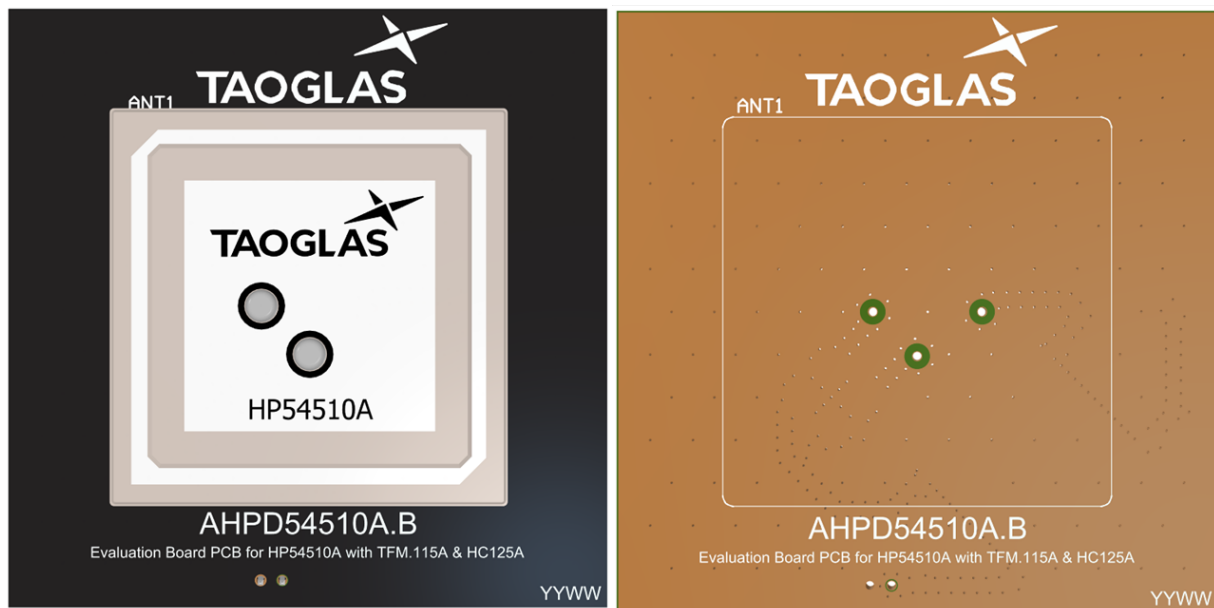 TAOGLAS
ANT1
TAOGLAS
HP54510A
AHPD54510A.B
Evaluation Board PCB for HP54510A with TFM.115A & HC125A
YYWW
TAOGLAS
ANT1
AHPD54510A.B
Evaluation Board PCB for HP54510A with TFM.115A & HC125A
YYWW